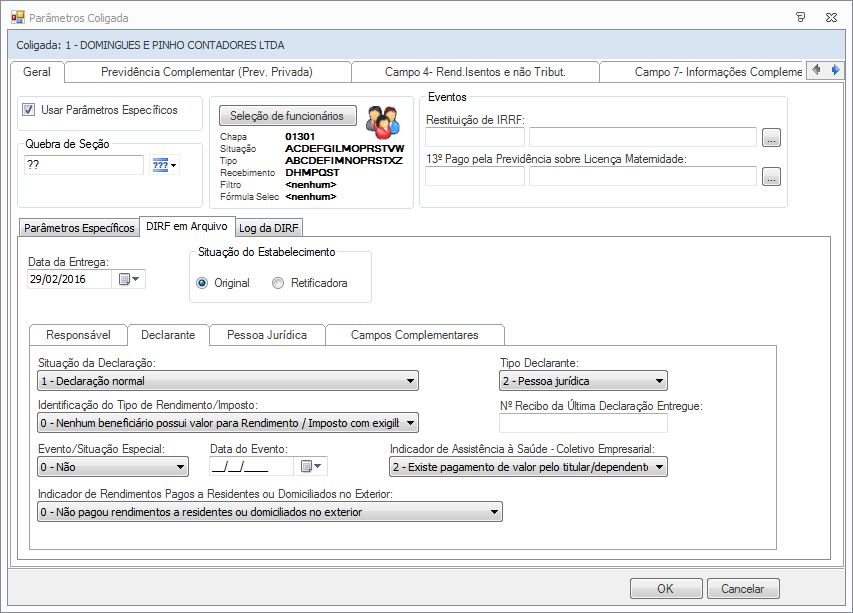 Parâmetros Coligada
Coligada: 1 - DOMINGUES E PINHO CONTADORES LTDA
Geral
Previdência Complementar (Prev. Privada)
Campo 4- Rend.Isentos e não Tribut.
Campo 7- Informações Compleme
Usar Parâmetros Específicos
Quebra de Seção
??
???
Seleção de funcionários
Chapa 01301
Situação ACDEFGILMOPRSTVW
Tipo ABCDEFIMNOPRSTXZ
Recebimento DHMPQST
Filtro <nenhum>
Fórmula Selec <nenhum>
Eventos
Restituição de IRRF:
...
13º Pago pela Previdência sobre Licença Maternidade:
...
Parâmetros Específicos
DIRF em Arquivo
Log da DIRF
Data da Entrega:
29/02/2016
Situação do Estabelecimento
Original
Retificadora
Responsável
Declarante
Pessoa Jurídica
Campos Complementares
Situação da Declaração:
1 - Declaração normal
Tipo Declarante:
2 - Pessoa jurídica
Identificação do Tipo de Rendimento/Imposto:
0 - Nenhum beneficiário possui valor para Rendimento / Imposto com exigilb
Nº Recibo da Última Declaração Entregue:
Evento/Situação Especial:
0 - Não
Data do Evento:
__/__/____
Indicador de Assistência à Saúde - Coletivo Empresarial:
2 - Existe pagamento de valor pelo titular/dependento
Indicador de Rendimentos Pagos a Residentes ou Domiciliados no Exterior:
0 - Não pagou rendimentos a residentes ou domiciliados no exterior
OK
Cancelar